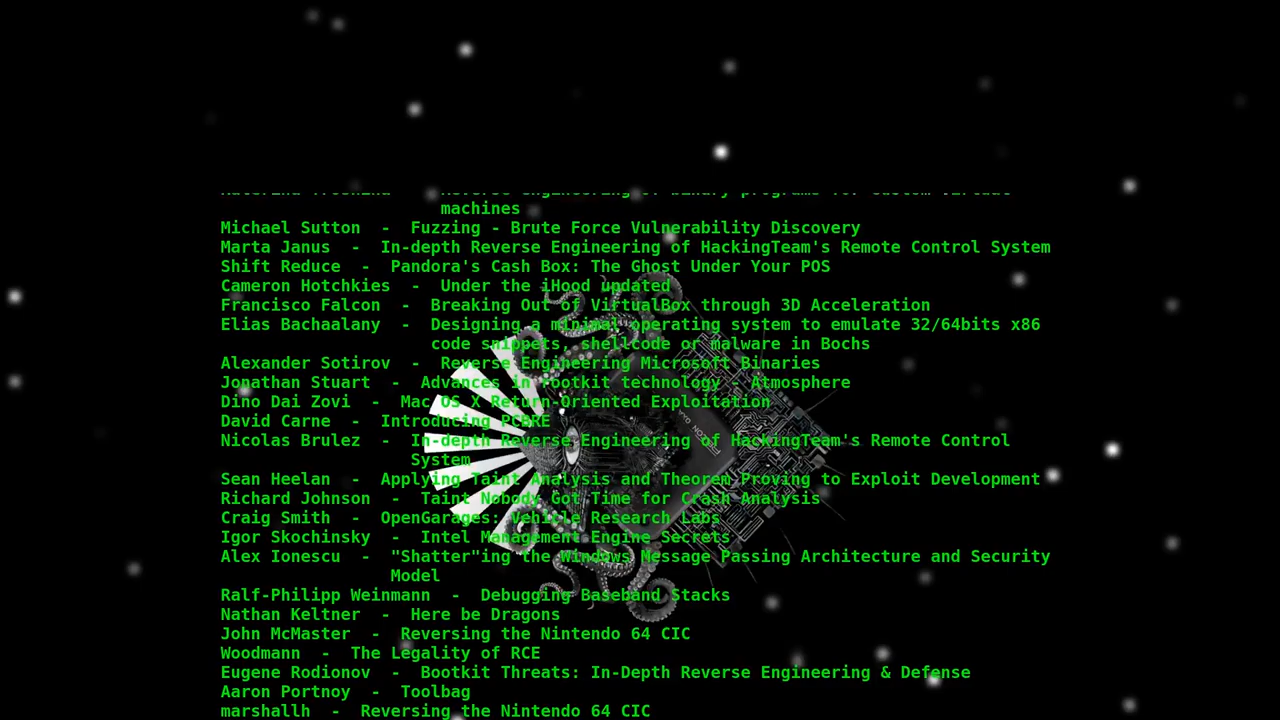 machines
Michael Sutton - Fuzzing - Brute Force Vulnerability Discovery
Marta Janus - In-depth Reverse Engineering of HackingTeam's Remote Control System
Shift Reduce - Pandora's Cash Box: The Ghost Under Your POS
Cameron Hotchkies - Under the iHood updated
Francisco Falcon - Breaking Out of VirtualBox through 3D Acceleration
Elias Bachaalany - Designing a minimal operating system to emulate 32/64bits x86
code snippets, shellcode or malware in Bochs
Alexander Sotirov - Reverse Engineering Microsoft Binaries
Jonathan Stuart - Advances in rootkit technology - Atmosphere
Dino Dai Zovi - Mac OS X Return-Oriented Exploitation
David Carne - Introducing PCBRE
Nicolas Brulez - In-depth Reverse Engineering of HackingTeam's Remote Control
System
Sean Heelan - Applying Taint Analysis and Theorem Proving to Exploit Development
Richard Johnson - Taint Nobody Got Time for Crash Analysis
Craig Smith - OpenGarages: Vehicle Research Labs
Igor Skochinsky - Intel Management Engine Secrets
Alex Ionescu - "Shatter"ing the Windows Message Passing Architecture and Security
Model
Ralf-Philipp Weinmann - Debugging Baseband Stacks
Nathan Keltner - Here be Dragons
John McMaster - Reversing the Nintendo 64 CIC
Woodmann - The Legality of RCE
Eugene Rodionov - Bootkit Threats: In-Depth Reverse Engineering & Defense
Aaron Portnoy - Toolbag
marshallh - Reversing the Nintendo 64 CIC